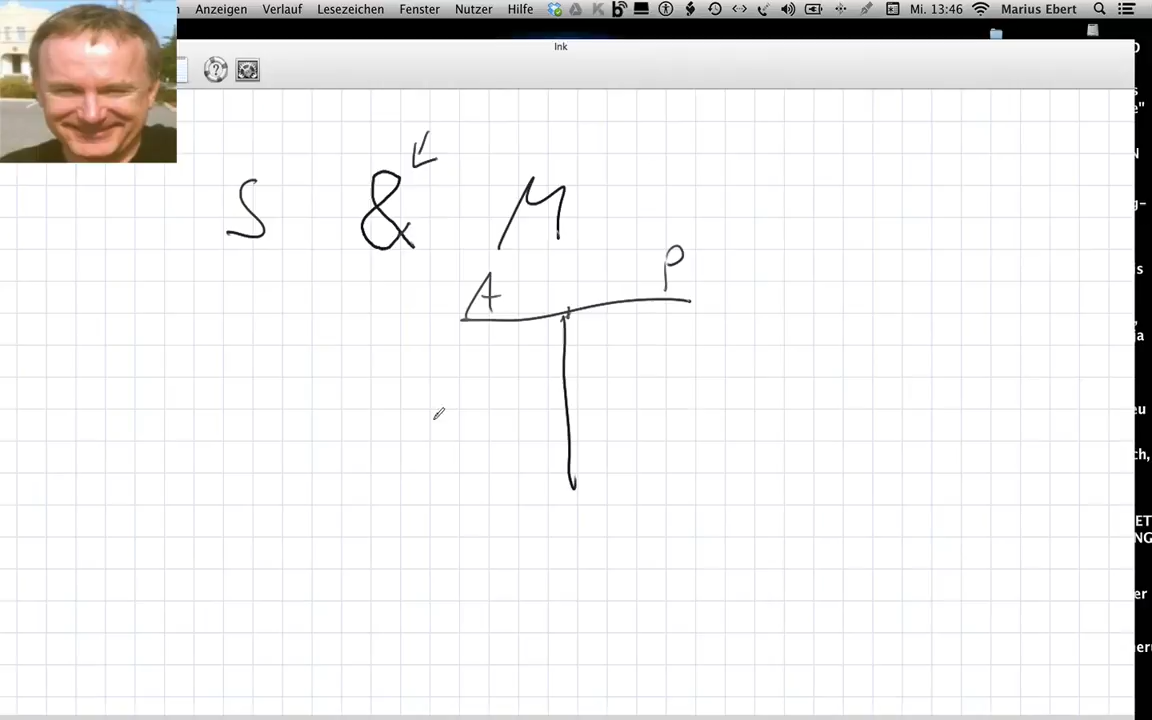 Anzeigen Verlauf Lesezeichen Fenster Nutzer Hilfe Mi. 13:46 Marius Ebert
Ink
S & M
A P